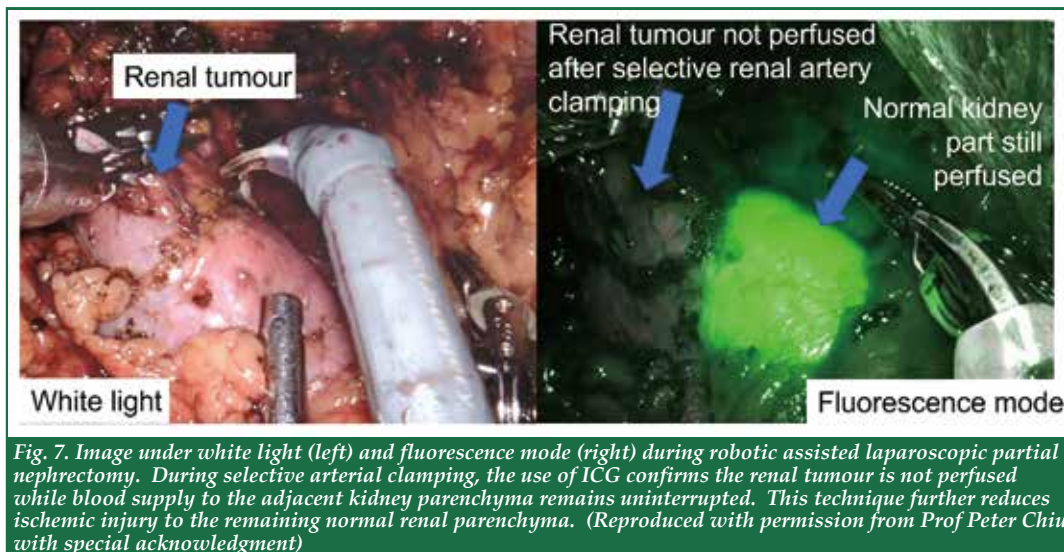 Renal tumour
White light
Renal tumour not perfused
after selective renal artery
clamping
Normal kidney
part still
perfused
Fluorescence mode
Fig. 7. Image under white light (left) and fluorescence mode (right) during robotic assisted laparoscopic partial
nephrectomy. During selective arterial clamping, the use of ICG confirms the renal tumour is not perfused
while blood supply to the adjacent kidney parenchyma remains uninterrupted. This technique further reduces
ischemic injury to the remaining normal renal parenchyma. (Reproduced with permission from Prof Peter Chiu
with special acknowledgment)